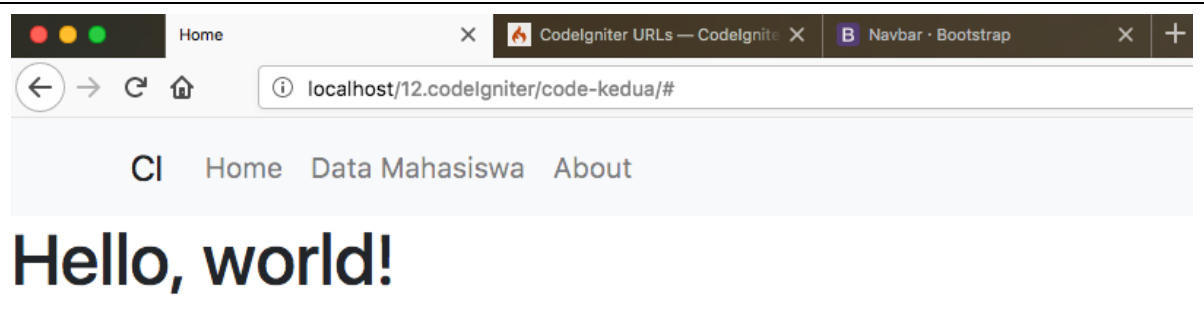 Home CodeIgniter URLs — CodeIgnite B Navbar · Bootstrap
localhost/12.codeIgniter/code-kedua/#
CI Home Data Mahasiswa About
Hello, world!